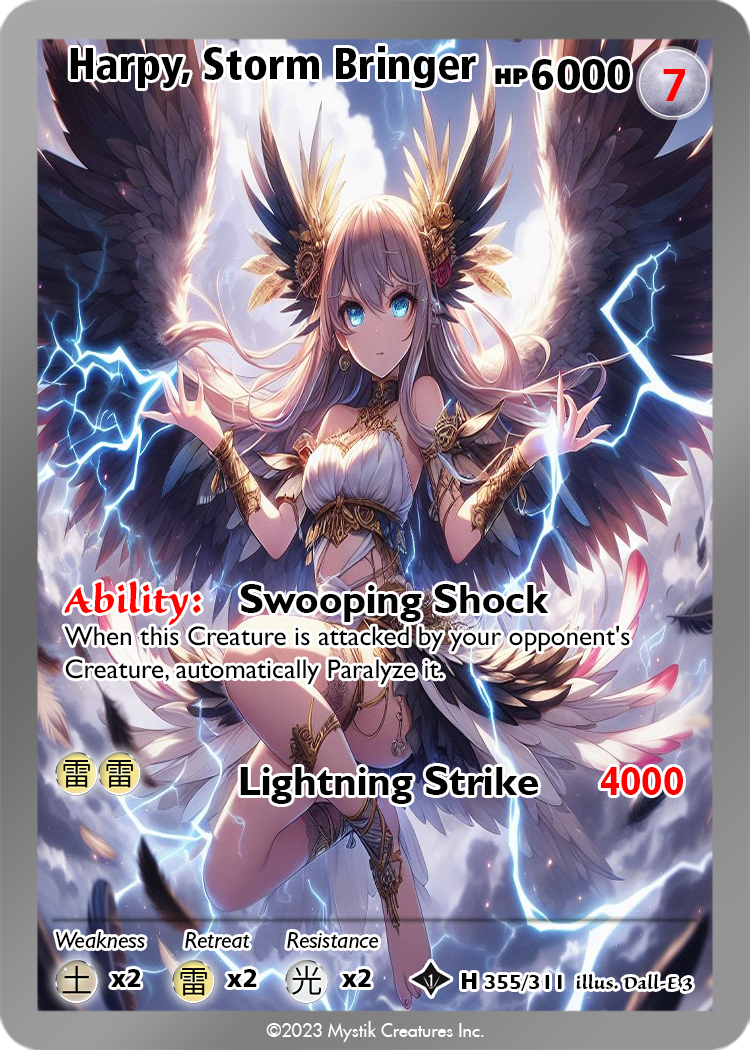 Harpy, Storm Bringer HP6000 7
Ability: Swooping Shock
When this Creature is attacked by your opponent's
Creature, automatically Paralyze it.
雷 雷 Lightning Strike 4000
Weakness Retreat Resistance
土 x2 雷 x2 光 x2 1 H 355/311 illus. Dall-E 3
©2023 Mystik Creatures Inc.